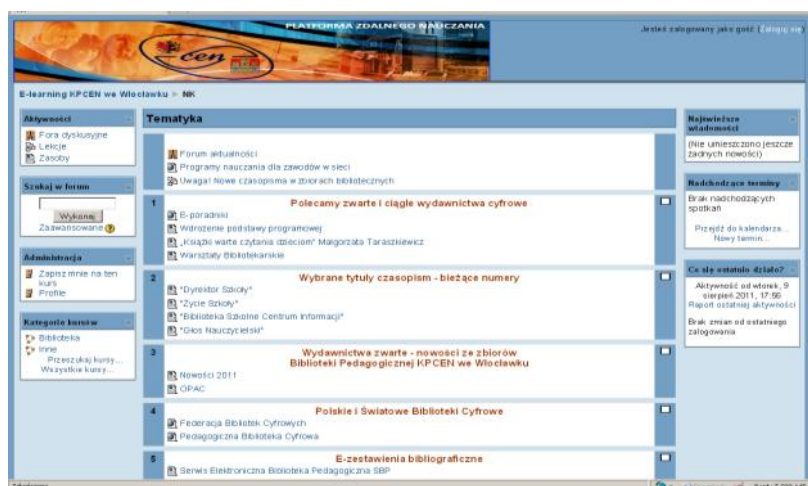 PLATFORMA ZDALNEGO NAUCZANIA
cen
Jesteś zalogowany jako gość (Zaloguj się)
E-learning KPCEN we Włocławku ► NK
Aktywności
Fora dyskusyjne
Lekcje
Zasoby
Szukaj w forum
Wykonaj
Zaawansowane
Administracja
Zapisz mnie na ten
kurs
Profile
Kategorie kursów
Biblioteka
Inne
Przeszukaj kursy...
Wszystkie kursy...
Tematyka
Forum aktualności
Programy nauczania dla zawodów w sieci
Uwaga! Nowe czasopisma w zbiorach bibliotecznych
1
Polecamy zwarte i ciągłe wydawnictwa cyfrowe
E-poradniki
Wdrożenie podstawy programowej
„Książki warte czytania dzieciom" Małgorzata Taraszkiewicz
Warsztaty Bibliotekarskie
2
Wybrane tytuły czasopism - bieżące numery
"Dyrektor Szkoły"
"Życie Szkoły"
"Biblioteka Szkolne Centrum Informacji"
"Głos Nauczycielski"
3
Wydawnictwa zwarte - nowości ze zbiorów
Biblioteki Pedagogicznej KPCEN we Włocławku
Nowości 2011
OPAC
4
Polskie i Światowe Biblioteki Cyfrowe
Federacja Bibliotek Cyfrowych
Pedagogiczna Biblioteka Cyfrowa
5
E-zestawienia bibliograficzne
Serwis Elektroniczna Biblioteka Pedagogiczna SBP
Najświeższe
wiadomości
(Nie umieszczono jeszcze
żadnych nowości)
Nadchodzące terminy
Brak nadchodzących
spotkań
Przejdź do kalendarza...
Nowy termin...
Co się ostatnio działo?
Aktywność od wtorek, 9
sierpień 2011, 17:56
Raport ostatniej aktywności
Brak zmian od ostatniego
zalogowania